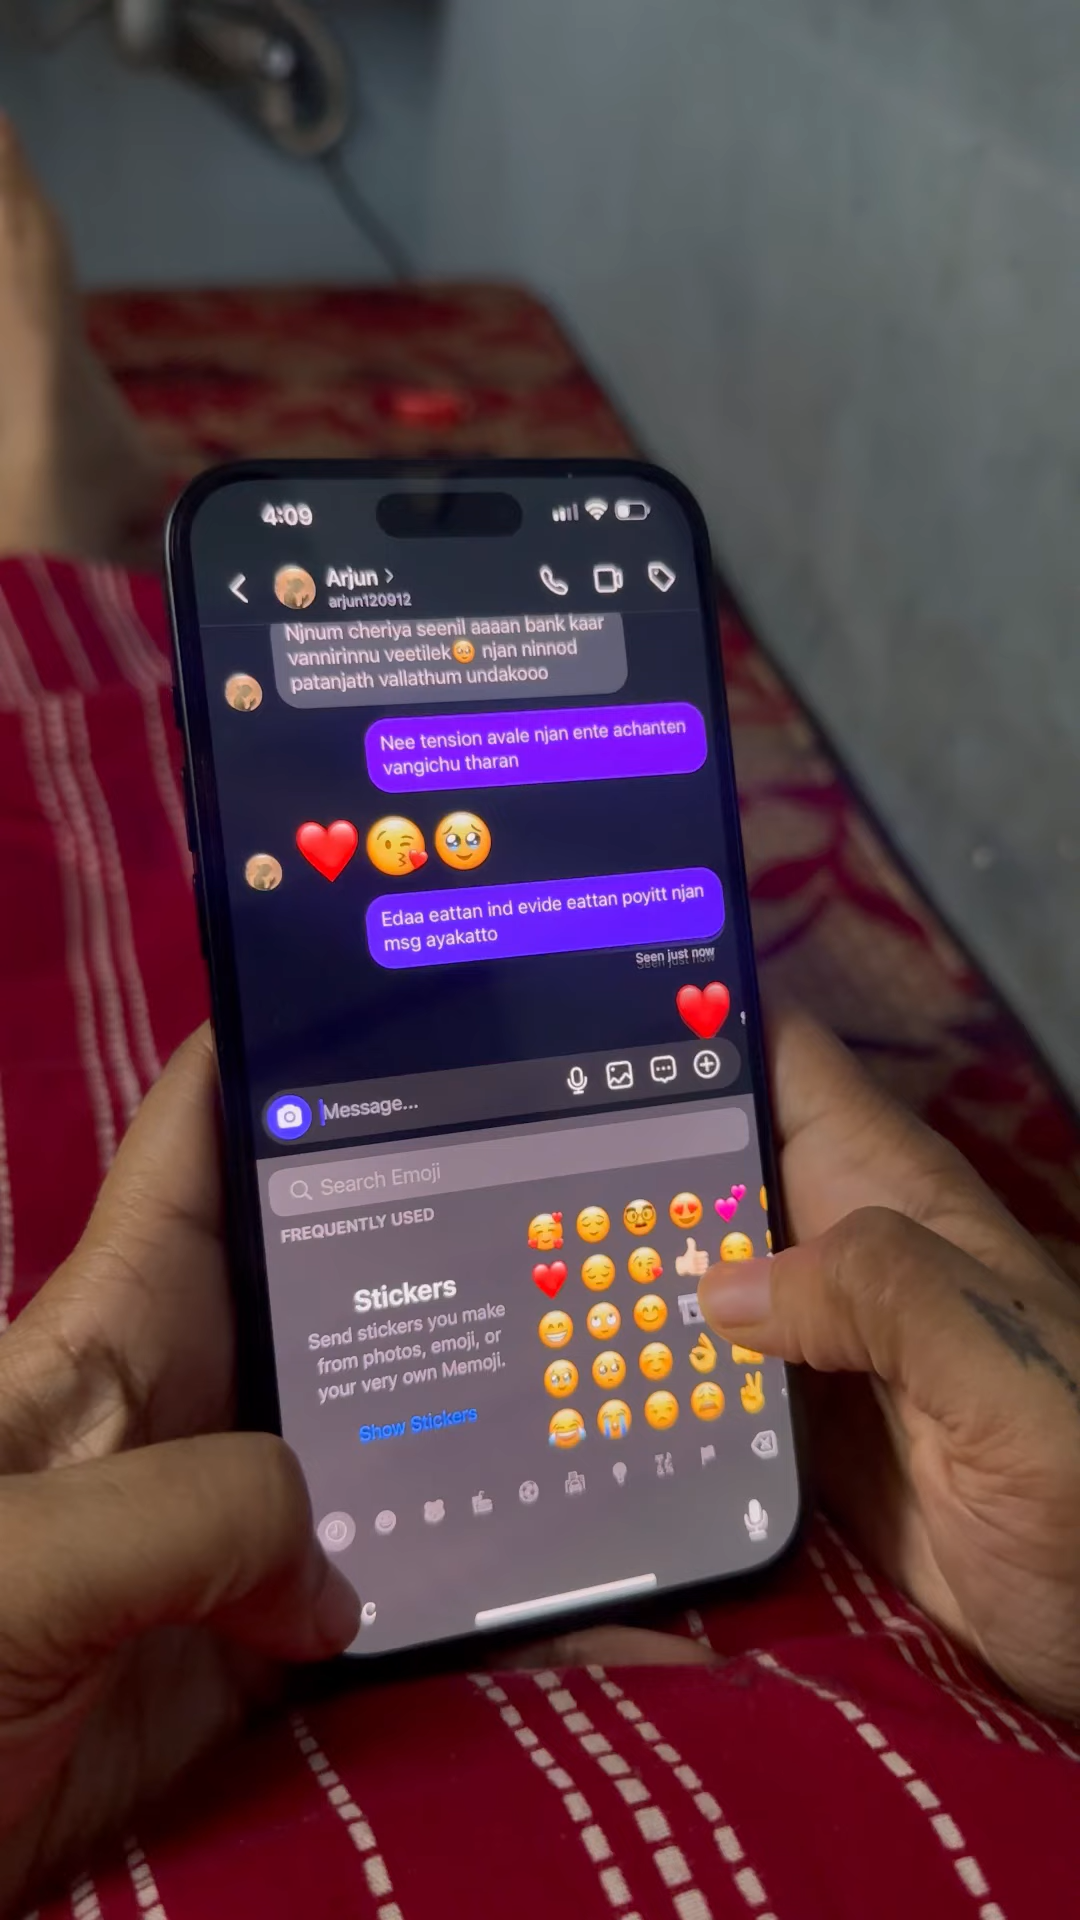 4:09
Arjun >
arjun120912
Njnum cheriya seenil aaaan bank kaar
vannirinnu veetilek🥹 njan ninnod
patanjath vallathum undakooo
Nee tension avale njan ente achanten
vangichu tharan
❤️😘🥹
Edaa eattan ind evide eattan poyitt njan
msg ayakatto
Seen just now
❤️
Message...
Search Emoji
FREQUENTLY USED
Stickers
Send stickers you make
from photos, emoji, or
your very own Memoji.
Show Stickers